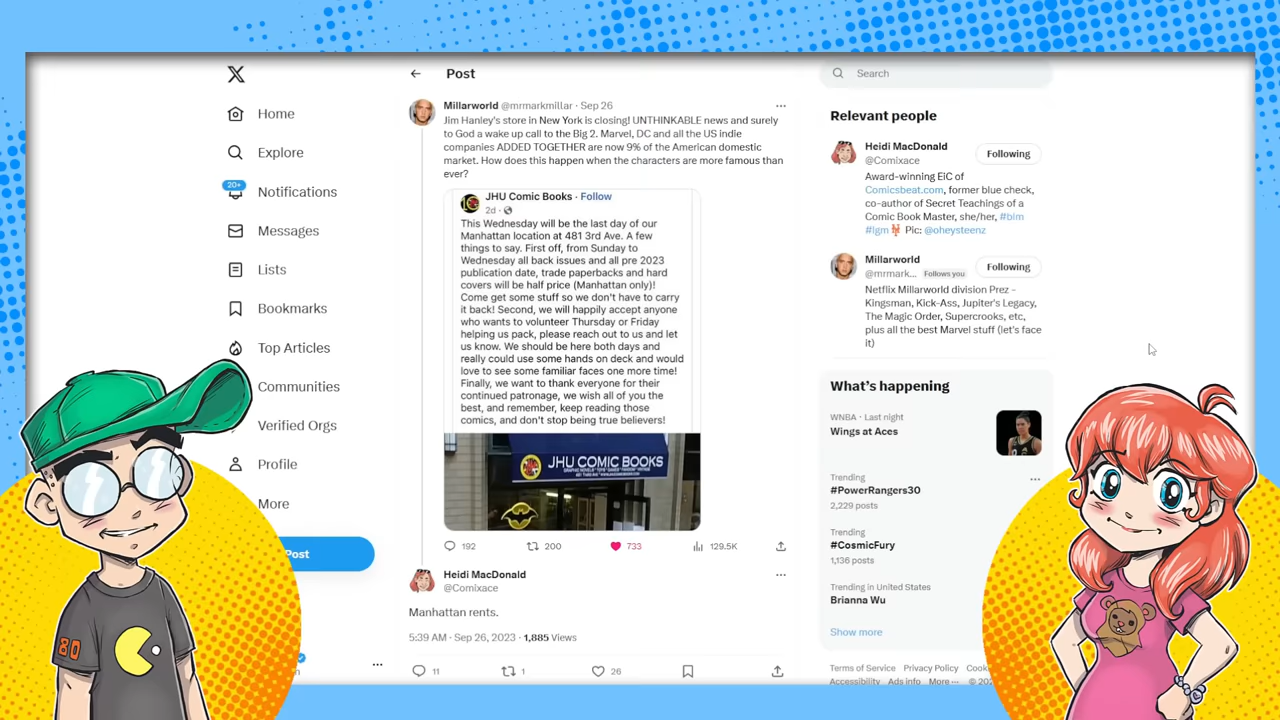 Home
Explore
20+
Notifications
Messages
Lists
Bookmarks
Top Articles
Communities
Verified Orgs
Profile
More
Post
Post
Millarworld @mrmarkmillar · Sep 26
Jim Hanley's store in New York is closing! UNTHINKABLE news and surely
to God a wake up call to the Big 2. Marvel, DC and all the US indie
companies ADDED TOGETHER are now 9% of the American domestic
market. How does this happen when the characters are more famous than
ever?
JHU Comic Books · Follow
2d ·
This Wednesday will be the last day of our
Manhattan location at 481 3rd Ave. A few
things to say. First off, from Sunday to
Wednesday all back issues and all pre 2023
publication date, trade paperbacks and hard
covers will be half price (Manhattan only)!
Come get some stuff so we don't have to carry
it back! Second, we will happily accept anyone
who wants to volunteer Thursday or Friday
helping us pack, please reach out to us and let
us know. We should be here both days and
really could use some hands on deck and would
love to see some familiar faces one more time!
Finally, we want to thank everyone for their
continued patronage, we wish all of you the
best, and remember, keep reading those
comics, and don't stop being true believers!
JHU COMIC BOOKS
192 200 733 129.5K
Heidi MacDonald
@Comixace
Manhattan rents.
5:39 AM · Sep 26, 2023 · 1,885 Views
11 1 26
Search
Relevant people
Heidi MacDonald
@Comixace
Following
Award-winning EIC of
Comicsbeat.com, former blue check,
co-author of Secret Teachings of a
Comic Book Master, she/her, #blm
#lgm Pic: @oheysteenz
Millarworld
@mrmark... Follows you
Following
Netflix Millarworld division Prez -
Kingsman, Kick-Ass, Jupiter's Legacy,
The Magic Order, Supercrooks, etc,
plus all the best Marvel stuff (let's face
it)
What's happening
WNBA · Last night
Wings at Aces
Trending
#PowerRangers30
2,229 posts
Trending
#CosmicFury
1,136 posts
Trending in United States
Brianna Wu
Show more
Terms of Service Privacy Policy
Accessibility Ads info More ···
80